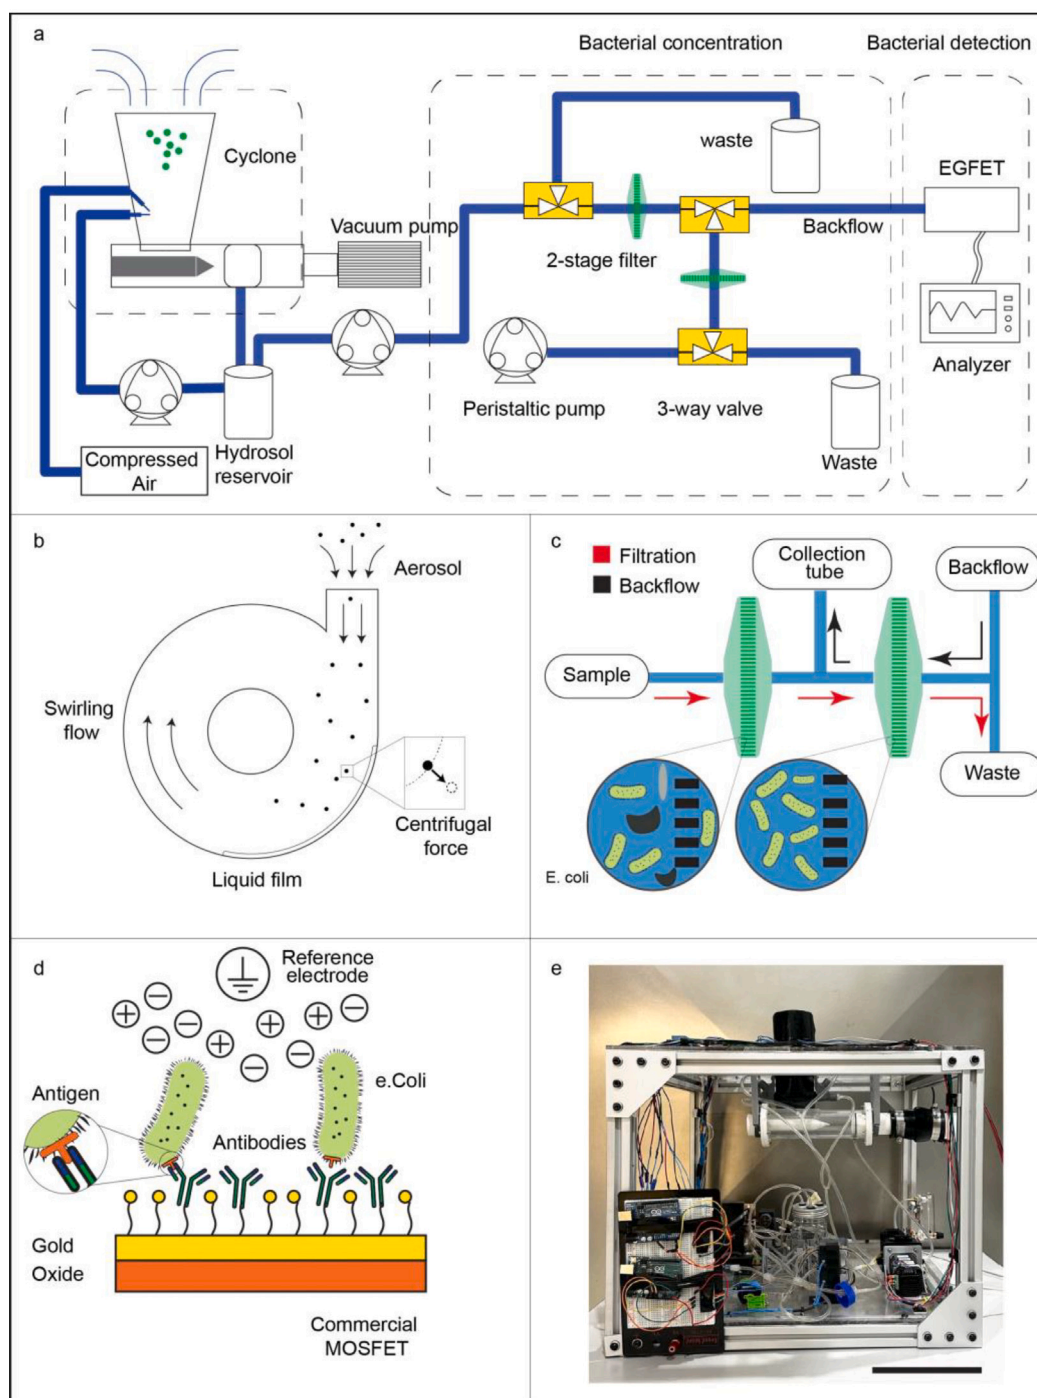 a
Bacterial concentration
Bacterial detection
Cyclone
Vacuum pump
waste
EGFET
Backflow
2-stage filter
Peristaltic pump
3-way valve
Analyzer
Hydrosol
reservoir
Compressed
Air
Waste
b
Aerosol
Swirling
flow
Centrifugal
force
Liquid film
c
Filtration
Backflow
Collection
tube
Backflow
Sample
Waste
E. coli
d
Reference
electrode
e.Coli
Antigen
Antibodies
Gold
Oxide
Commercial
MOSFET
e